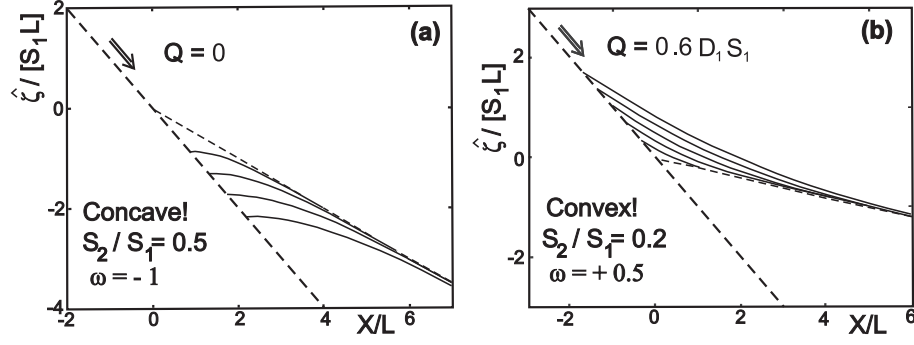 (a)
Q = 0
ζ̂ / [S₁L]
2
0
-2
-4
Concave!
S₂ / S₁ = 0.5
ω = - 1
-2
0
2
4
6
X/L
(b)
Q = 0.6 D₁ S₁
ζ̂ / [S₁L]
2
0
-2
Convex!
S₂ / S₁ = 0.2
ω = + 0.5
-2
0
2
4
6
X/L